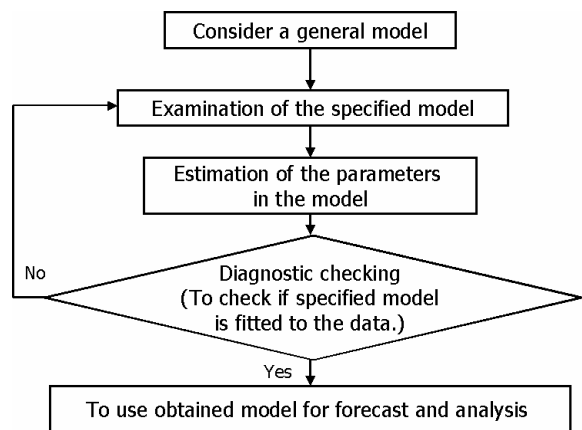 Consider a general model
Examination of the specified model
Estimation of the parameters
in the model
No
Diagnostic checking
(To check if specified model
is fitted to the data.)
Yes
To use obtained model for forecast and analysis